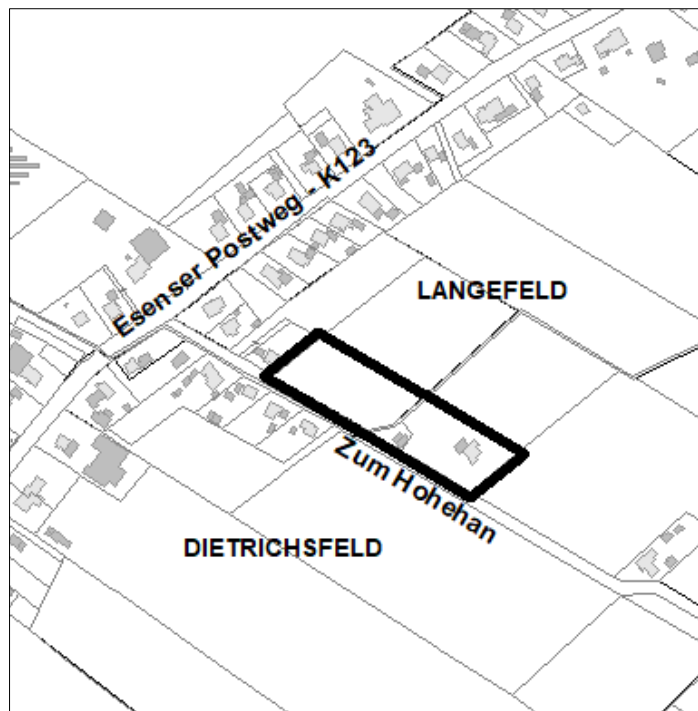 Esenser Postweg - K123
LANGEFELD
Zum Hohehan
DIETRICHSFELD